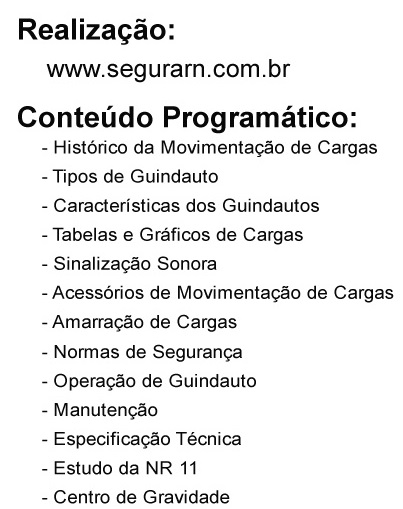 Realização:
www.segurarn.com.br
Conteúdo Programático:
- Histórico da Movimentação de Cargas
- Tipos de Guindauto
- Características dos Guindautos
- Tabelas e Gráficos de Cargas
- Sinalização Sonora
- Acessórios de Movimentação de Cargas
- Amarração de Cargas
- Normas de Segurança
- Operação de Guindauto
- Manutenção
- Especificação Técnica
- Estudo da NR 11
- Centro de Gravidade